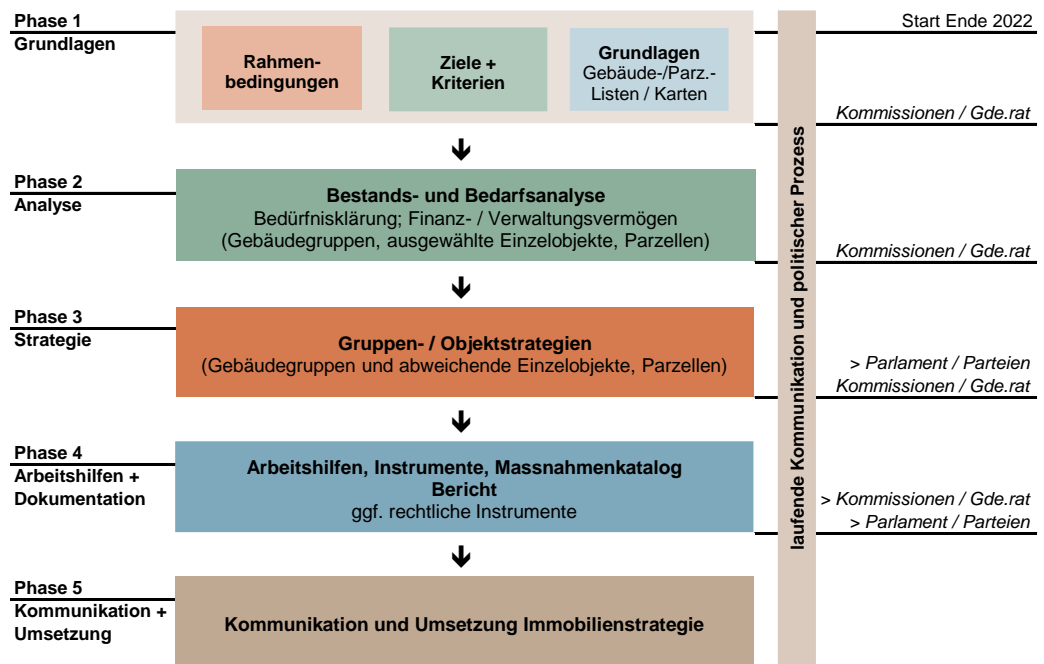 Phase 1
Grundlagen
Rahmen-
bedingungen
Ziele +
Kriterien
Grundlagen
Gebäude-/Parz.-
Listen / Karten
Start Ende 2022
Kommissionen / Gde.rat
Phase 2
Analyse
Bestands- und Bedarfsanalyse
Bedürfnisklärung; Finanz- / Verwaltungsvermögen
(Gebäudegruppen, ausgewählte Einzelobjekte, Parzellen)
Kommissionen / Gde.rat
Phase 3
Strategie
Gruppen- / Objektstrategien
(Gebäudegruppen und abweichende Einzelobjekte, Parzellen)
> Parlament / Parteien
Kommissionen / Gde.rat
Phase 4
Arbeitshilfen +
Dokumentation
Arbeitshilfen, Instrumente, Massnahmenkatalog
Bericht
ggf. rechtliche Instrumente
> Kommissionen / Gde.rat
> Parlament / Parteien
Phase 5
Kommunikation +
Umsetzung
Kommunikation und Umsetzung Immobilienstrategie
laufende Kommunikation und politischer Prozess